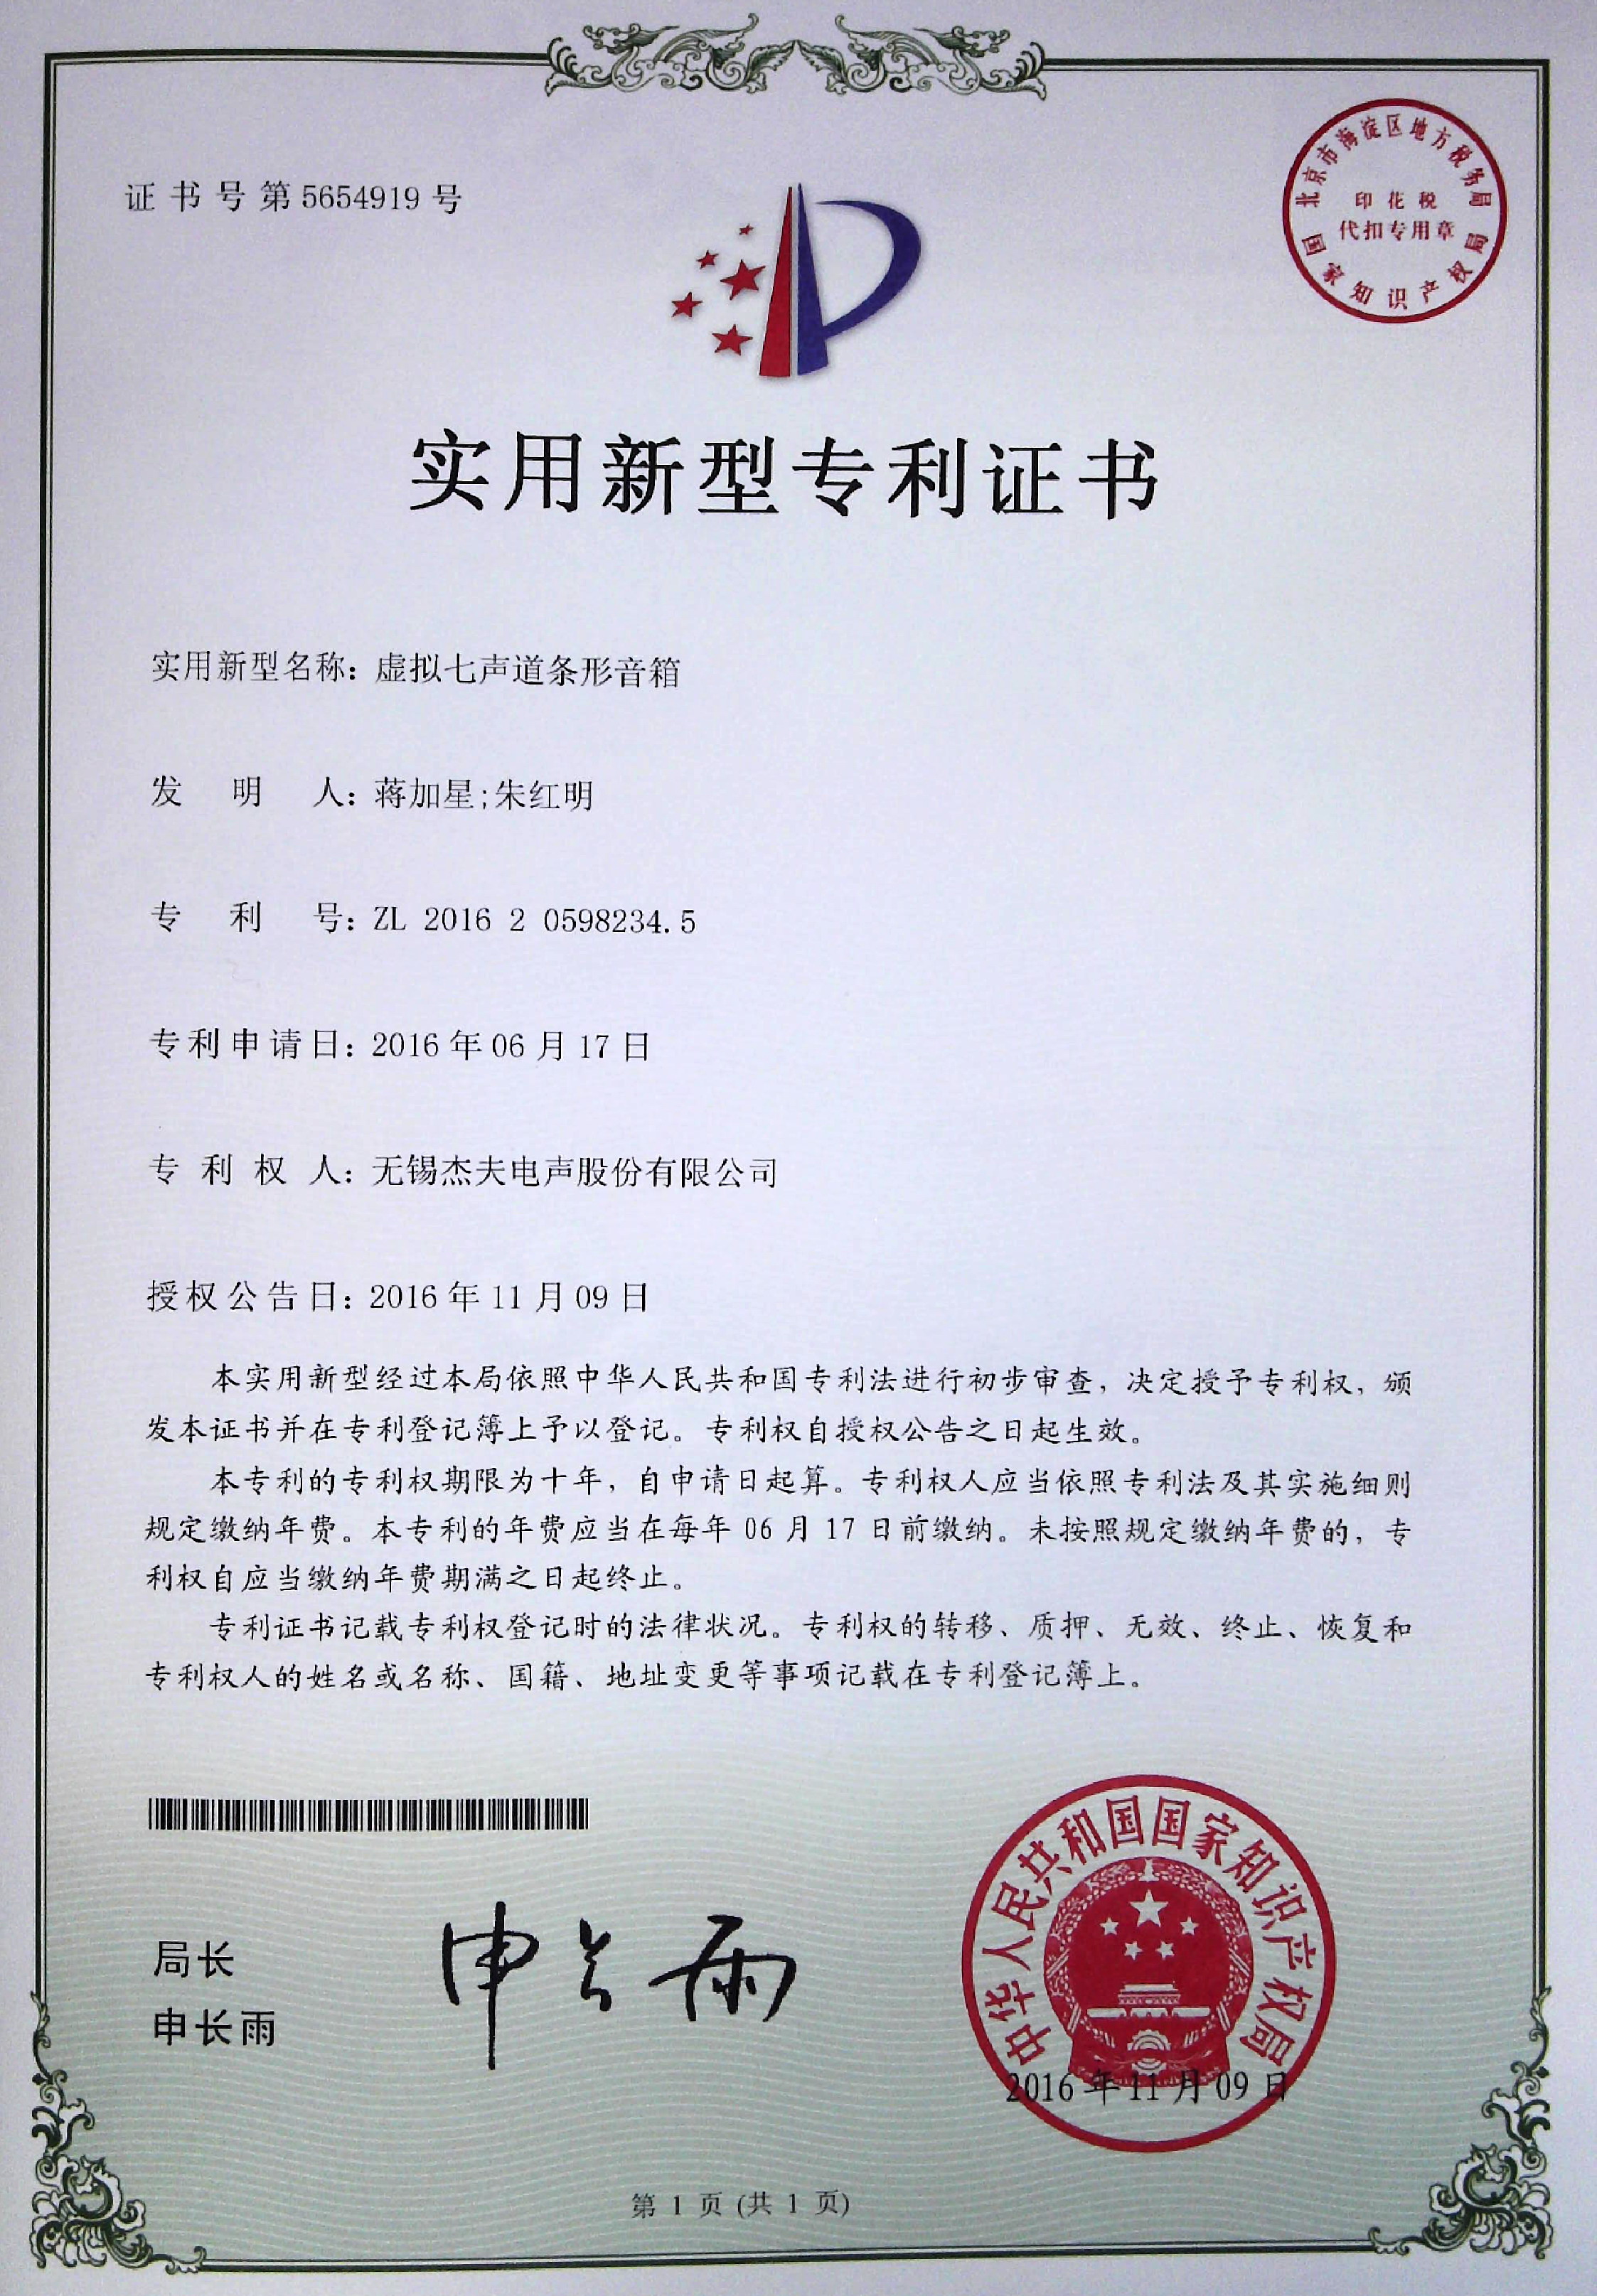 证书号第5654919号
北京市海淀区地方税务局
印花税
代扣专用章
国家知识产权局
实用新型专利证书
实用新型名称：虚拟七声道条形音箱
发明人：蒋加星;朱红明
专利号：ZL 2016 2 0598234.5
专利申请日：2016年06月17日
专利权人：无锡杰夫电声股份有限公司
授权公告日：2016年11月09日
本实用新型经过本局依照中华人民共和国专利法进行初步审查，决定授予专利权，颁
发本证书并在专利登记簿上予以登记。专利权自授权公告之日起生效。
本专利的专利权期限为十年，自申请日起算。专利权人应当依照专利法及其实施细则
规定缴纳年费。本专利的年费应当在每年06月17日前缴纳。未按照规定缴纳年费的，专
利权自应当缴纳年费期满之日起终止。
专利证书记载专利权登记时的法律状况。专利权的转移、质押、无效、终止、恢复和
专利权人的姓名或名称、国籍、地址变更等事项记载在专利登记簿上。
局长
申长雨
申长雨
中华人民共和国国家知识产权局
2016年11月09日
第 1 页 (共 1 页)